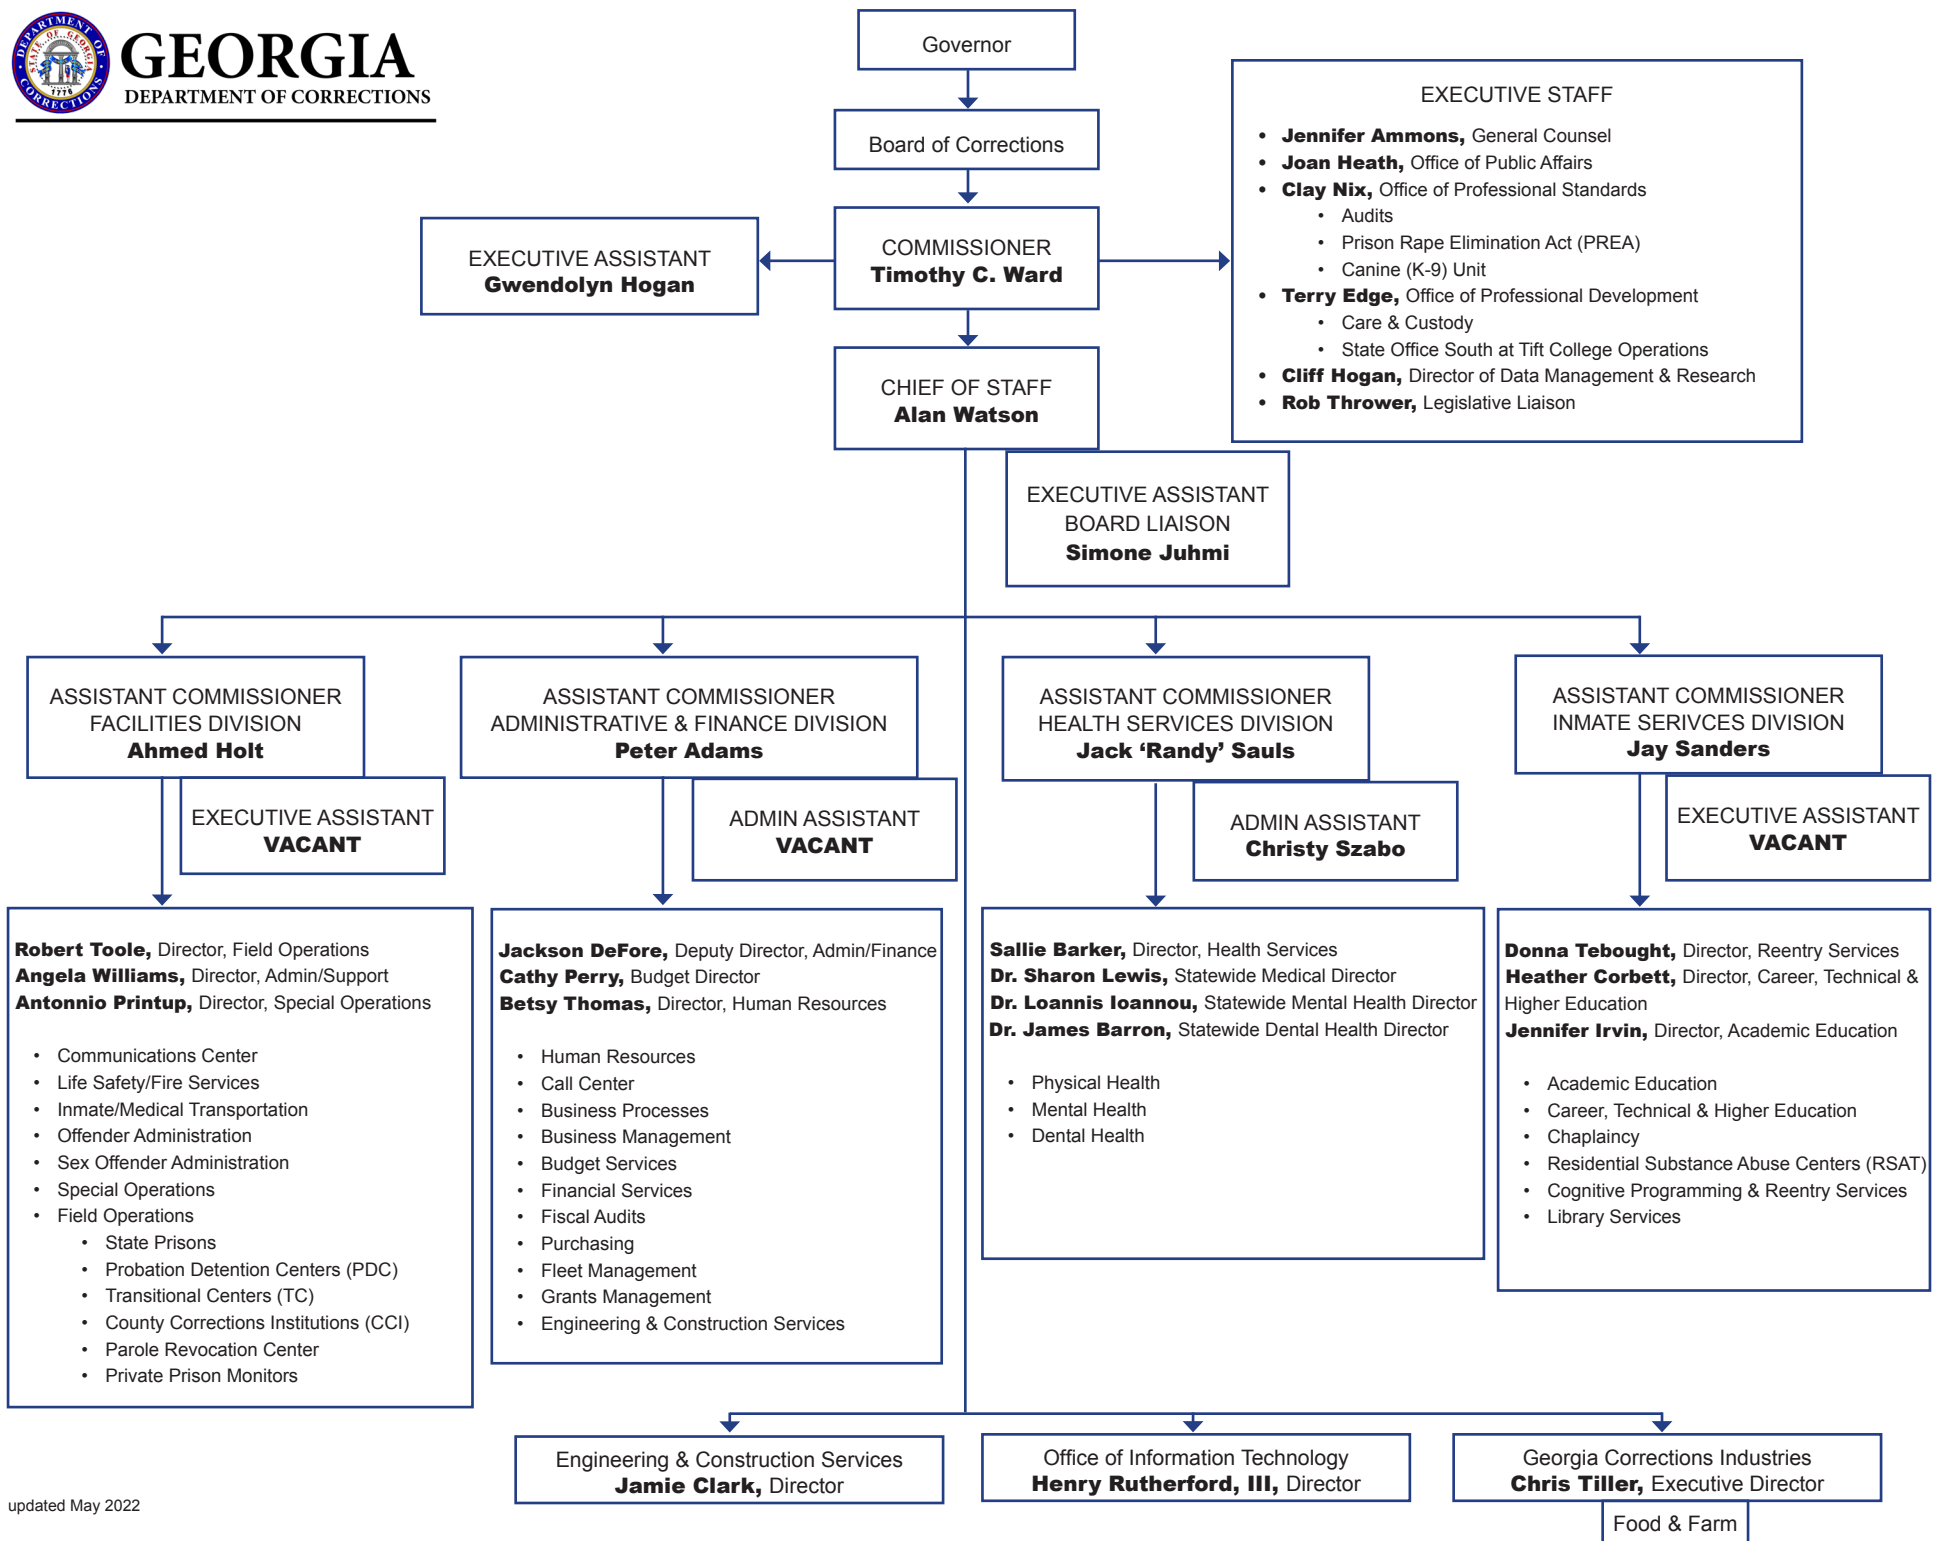 DEPARTMENT OF CORRECTIONS
STATE OF GEORGIA
1776
GEORGIA
DEPARTMENT OF CORRECTIONS
Governor
Board of Corrections
COMMISSIONER
Timothy C. Ward
EXECUTIVE ASSISTANT
Gwendolyn Hogan
EXECUTIVE STAFF
• Jennifer Ammons, General Counsel
• Joan Heath, Office of Public Affairs
• Clay Nix, Office of Professional Standards
• Audits
• Prison Rape Elimination Act (PREA)
• Canine (K-9) Unit
• Terry Edge, Office of Professional Development
• Care & Custody
• State Office South at Tift College Operations
• Cliff Hogan, Director of Data Management & Research
• Rob Thrower, Legislative Liaison
CHIEF OF STAFF
Alan Watson
EXECUTIVE ASSISTANT
BOARD LIAISON
Simone Juhmi
ASSISTANT COMMISSIONER
FACILITIES DIVISION
Ahmed Holt
EXECUTIVE ASSISTANT
VACANT
Robert Toole, Director, Field Operations
Angela Williams, Director, Admin/Support
Antonnio Printup, Director, Special Operations
• Communications Center
• Life Safety/Fire Services
• Inmate/Medical Transportation
• Offender Administration
• Sex Offender Administration
• Special Operations
• Field Operations
• State Prisons
• Probation Detention Centers (PDC)
• Transitional Centers (TC)
• County Corrections Institutions (CCI)
• Parole Revocation Center
• Private Prison Monitors
ASSISTANT COMMISSIONER
ADMINISTRATIVE & FINANCE DIVISION
Peter Adams
ADMIN ASSISTANT
VACANT
Jackson DeFore, Deputy Director, Admin/Finance
Cathy Perry, Budget Director
Betsy Thomas, Director, Human Resources
• Human Resources
• Call Center
• Business Processes
• Business Management
• Budget Services
• Financial Services
• Fiscal Audits
• Purchasing
• Fleet Management
• Grants Management
• Engineering & Construction Services
ASSISTANT COMMISSIONER
HEALTH SERVICES DIVISION
Jack ‘Randy’ Sauls
ADMIN ASSISTANT
Christy Szabo
Sallie Barker, Director, Health Services
Dr. Sharon Lewis, Statewide Medical Director
Dr. Loannis Ioannou, Statewide Mental Health Director
Dr. James Barron, Statewide Dental Health Director
• Physical Health
• Mental Health
• Dental Health
ASSISTANT COMMISSIONER
INMATE SERIVCES DIVISION
Jay Sanders
EXECUTIVE ASSISTANT
VACANT
Donna Tebought, Director, Reentry Services
Heather Corbett, Director, Career, Technical &
Higher Education
Jennifer Irvin, Director, Academic Education
• Academic Education
• Career, Technical & Higher Education
• Chaplaincy
• Residential Substance Abuse Centers (RSAT)
• Cognitive Programming & Reentry Services
• Library Services
Engineering & Construction Services
Jamie Clark, Director
Office of Information Technology
Henry Rutherford, III, Director
Georgia Corrections Industries
Chris Tiller, Executive Director
Food & Farm
updated May 2022